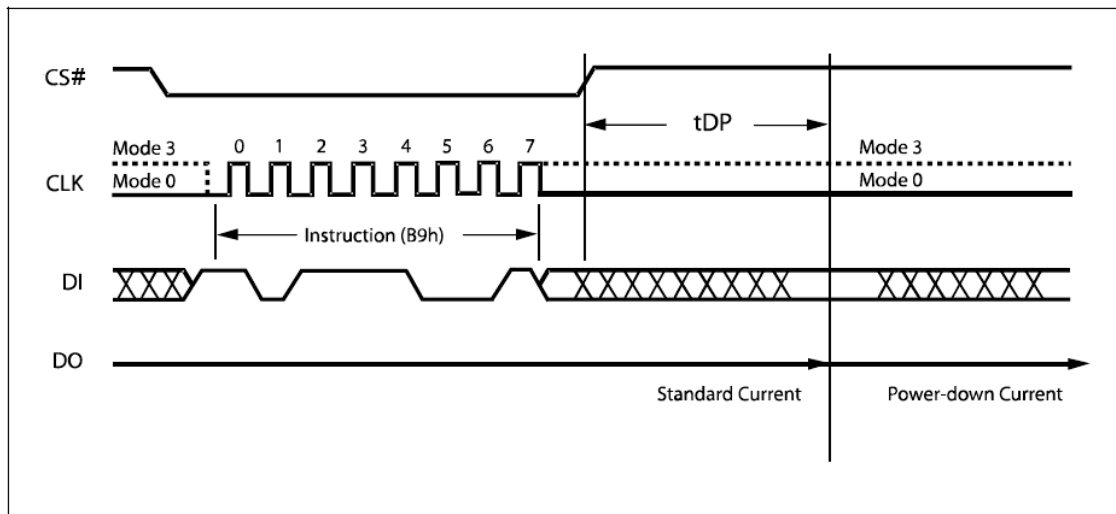 CS#
tDP
Mode 3
0 1 2 3 4 5 6 7
Mode 3
CLK
Mode 0
Mode 0
Instruction (B9h)
DI
DO
Standard Current
Power-down Current